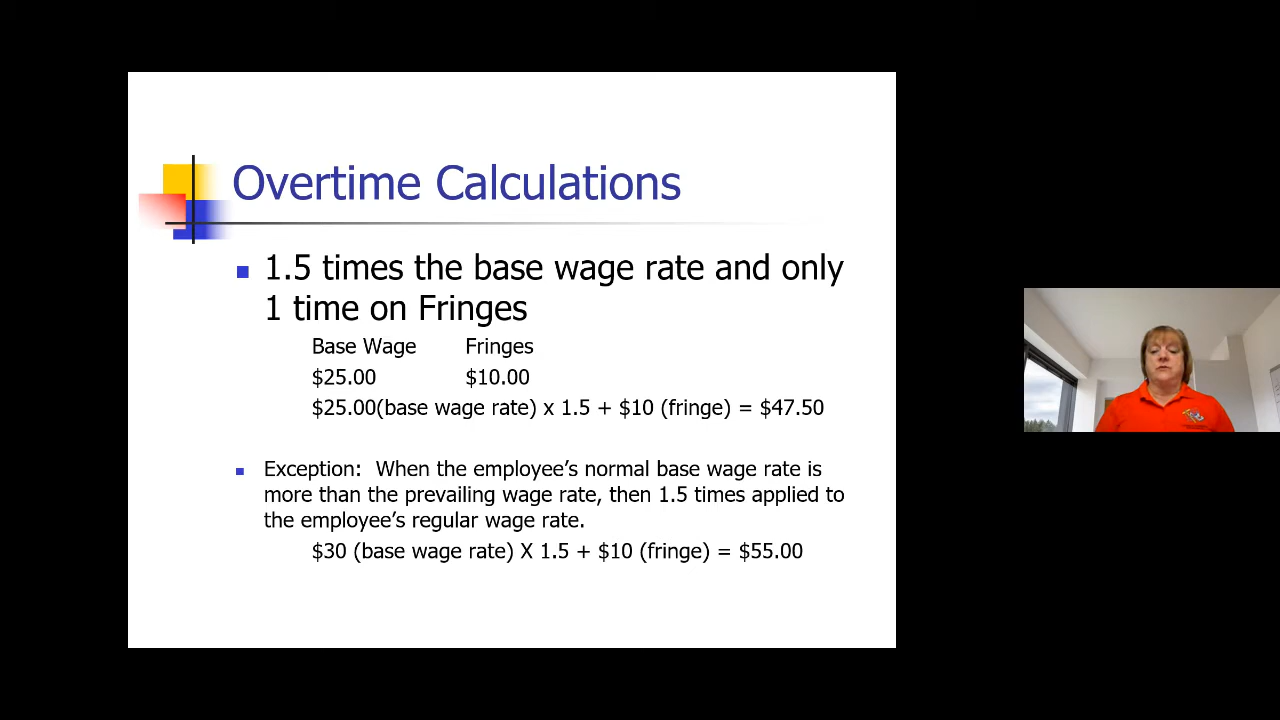 Overtime Calculations
1.5 times the base wage rate and only
1 time on Fringes
Base Wage Fringes
$25.00 $10.00
$25.00(base wage rate) x 1.5 + $10 (fringe) = $47.50
Exception: When the employee's normal base wage rate is
more than the prevailing wage rate, then 1.5 times applied to
the employee's regular wage rate.
$30 (base wage rate) X 1.5 + $10 (fringe) = $55.00